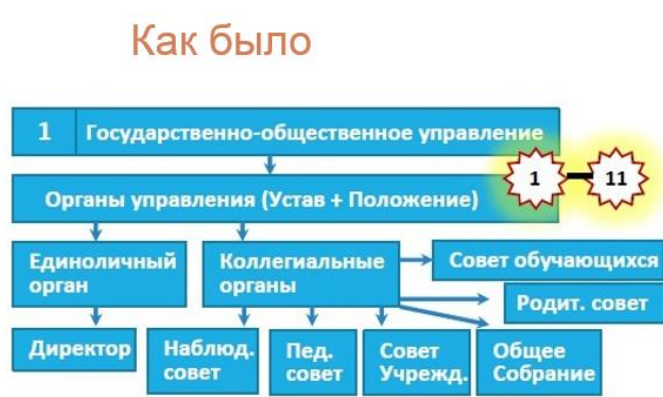 Как было
1 Государственно-общественное управление
1 11
Органы управления (Устав + Положение)
Единоличный
орган
Коллегиальные
органы
Совет обучающихся
Родит. совет
Директор
Наблюд.
совет
Пед.
совет
Совет
Учрежд.
Общее
Собрание